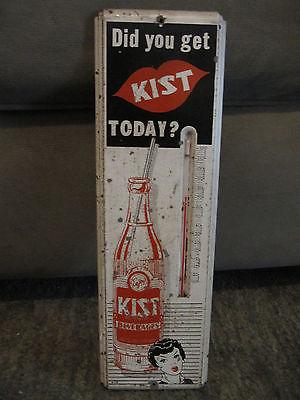 Did you get
KIST
TODAY?
KIST
BEVERAGES